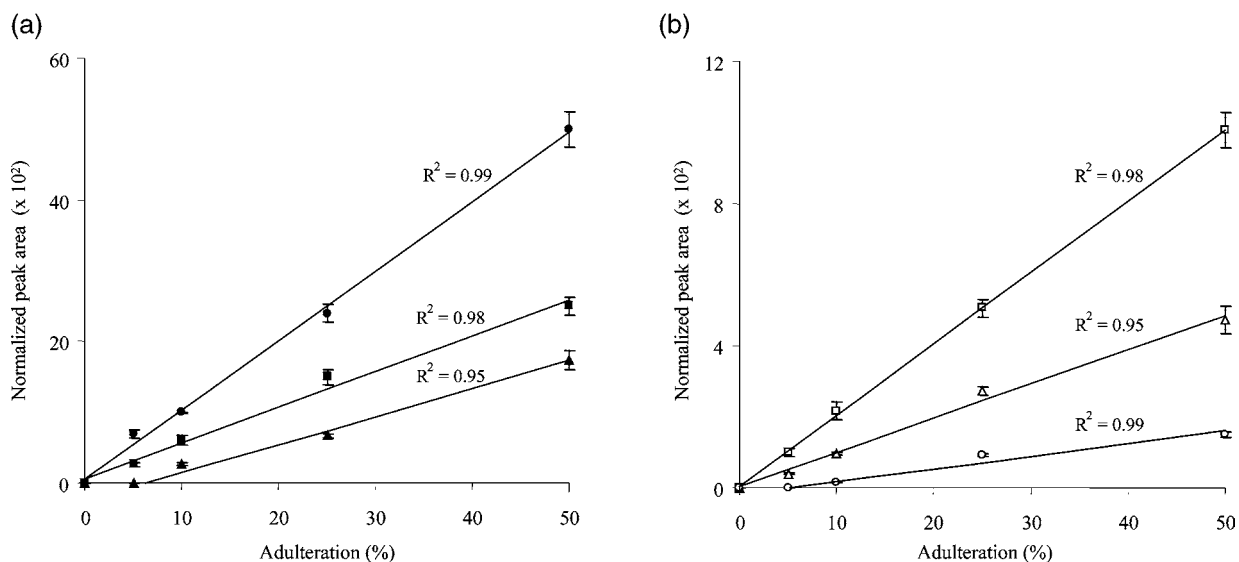 (a)
60
40
20
0
Normalized peak area (x 10²)
R² = 0.99
R² = 0.98
R² = 0.95
0 10 20 30 40 50
Adulteration (%)
(b)
12
8
4
0
Normalized peak area (x 10²)
R² = 0.98
R² = 0.95
R² = 0.99
0 10 20 30 40 50
Adulteration (%)